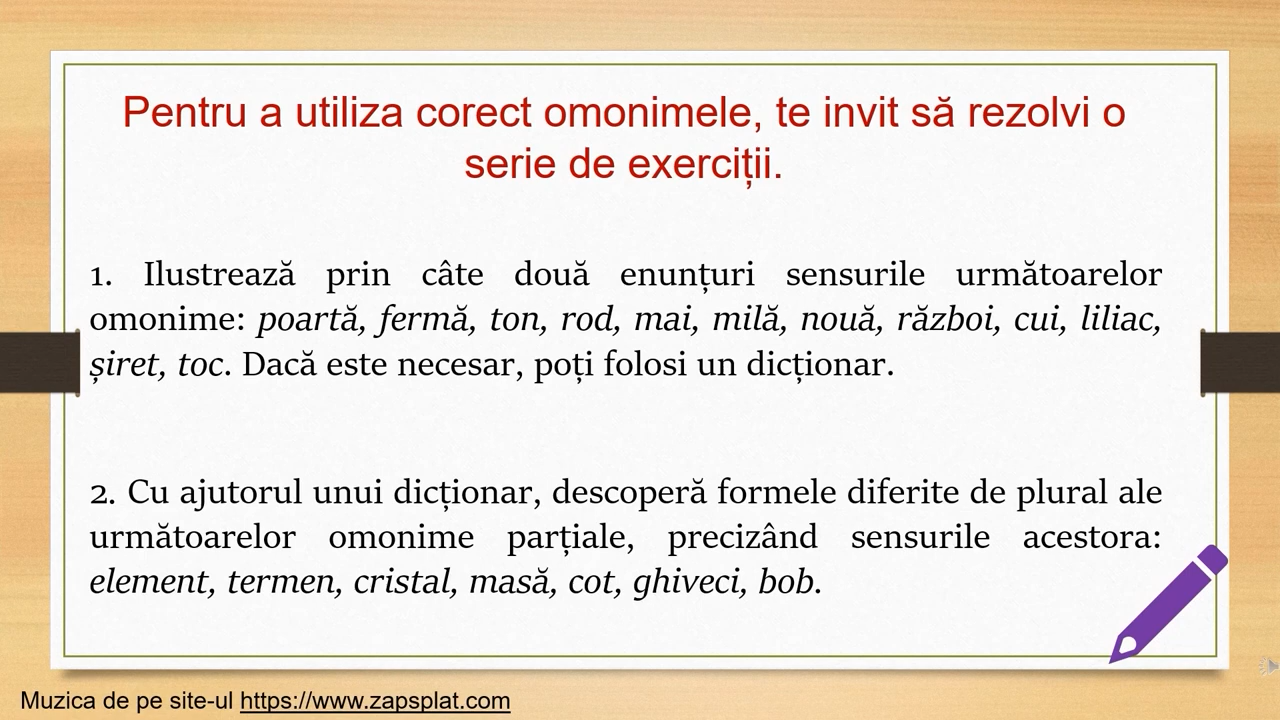 Pentru a utiliza corect omonimele, te invit să rezolvi o
serie de exerciții.
1. Ilustrează prin câte două enunțuri sensurile următoarelor
omonime: poartă, fermă, ton, rod, mai, milă, nouă, război, cui, liliac,
șiret, toc. Dacă este necesar, poți folosi un dicționar.
2. Cu ajutorul unui dicționar, descoperă formele diferite de plural ale
următoarelor omonime parțiale, precizând sensurile acestora:
element, termen, cristal, masă, cot, ghiveci, bob.
Muzica de pe site-ul https://www.zapsplat.com